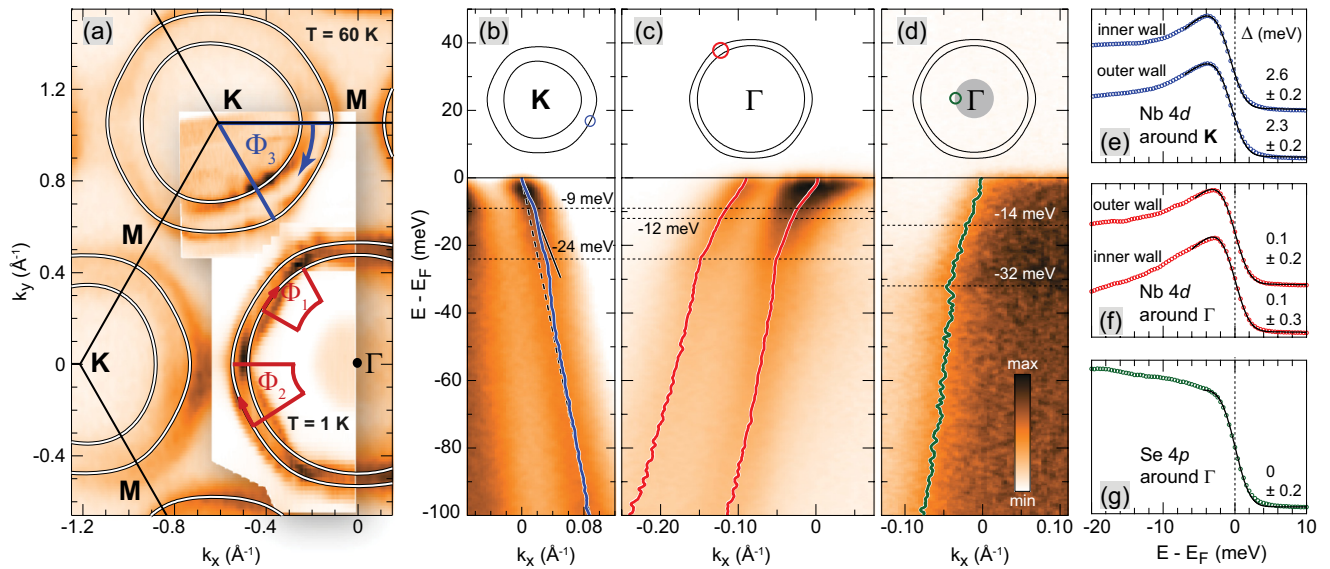 (a)
T = 60 K
K
M
Φ3
M
Φ1
K
Γ
Φ2
T = 1 K
M
1.6
1.2
0.8
0.4
0
-0.4
ky (Å-1)
-1.2
-0.8
-0.4
0
kx (Å-1)
(b)
K
40
20
0
-20
-40
-60
-80
-100
E - EF (meV)
-9 meV
-24 meV
0
0.08
kx (Å-1)
(c)
Γ
-12 meV
-0.20
-0.10
0
kx (Å-1)
(d)
Γ
-14 meV
-32 meV
max
min
-0.10
0
0.10
kx (Å-1)
inner wall
Δ (meV)
outer wall
2.6
± 0.2
Nb 4d
2.3
± 0.2
(e)
around K
outer wall
0.1
± 0.2
inner wall
Nb 4d
0.1
± 0.3
(f)
around Γ
Se 4p
0
± 0.2
(g)
around Γ
-20
-10
0
10
E - EF (meV)